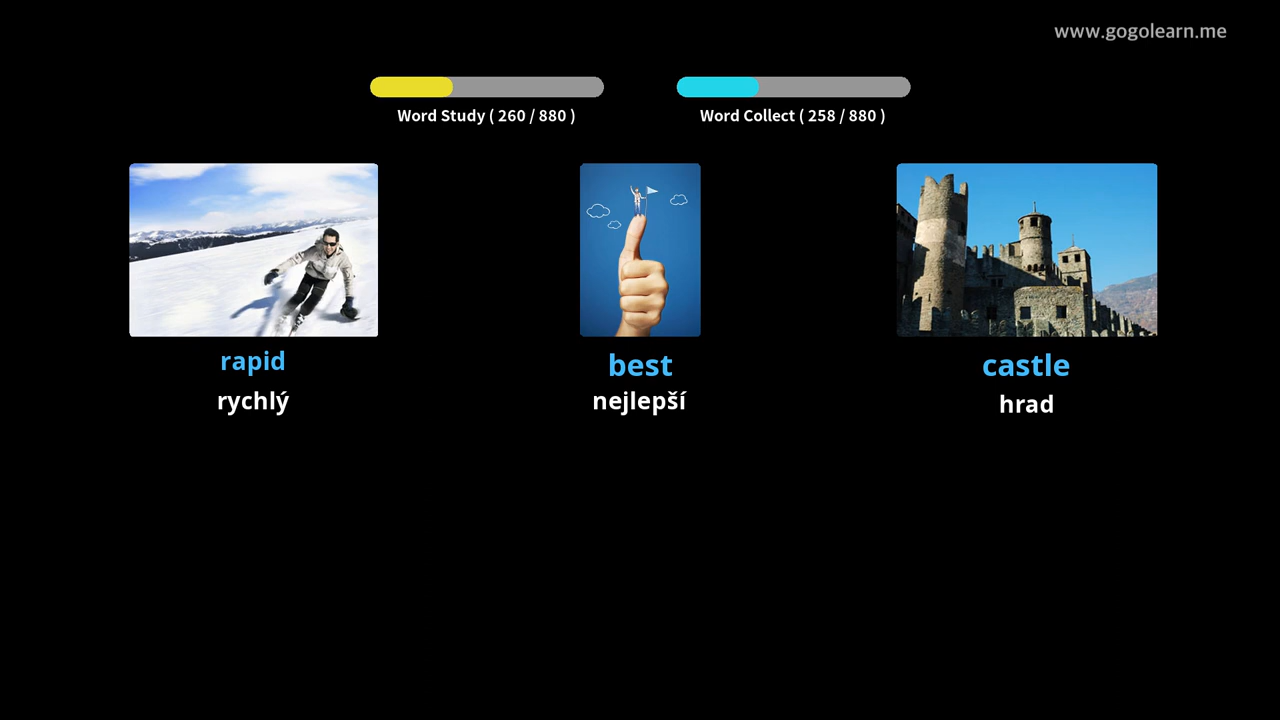 www.gogolearn.me
Word Study ( 260 / 880 )
Word Collect ( 258 / 880 )
rapid
rychlý
best
nejlepší
castle
hrad